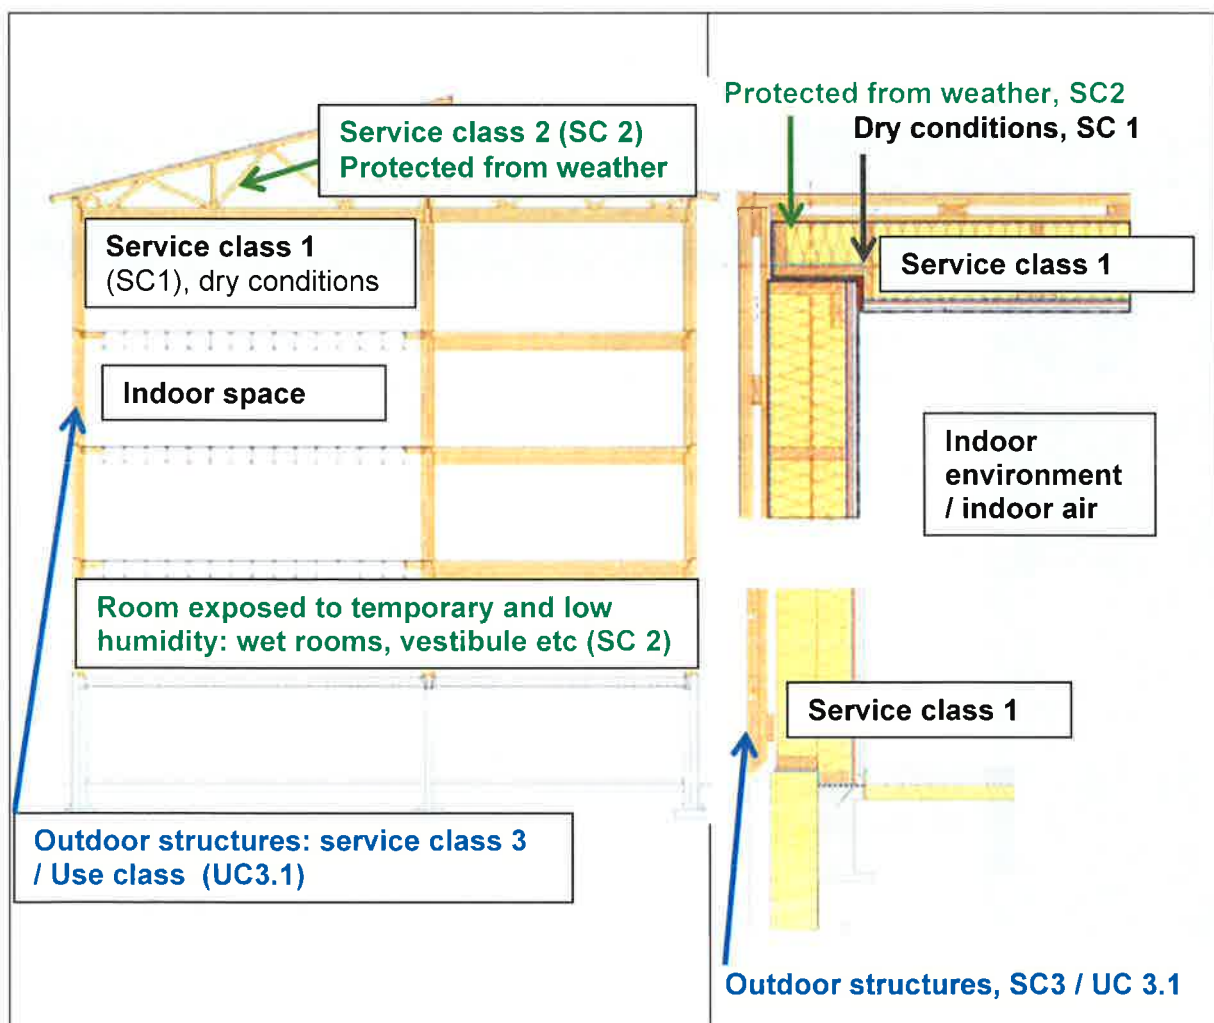 Service class 2 (SC 2)
Protected from weather
Service class 1
(SC1), dry conditions
Indoor space
Room exposed to temporary and low
humidity: wet rooms, vestibule etc (SC 2)
Outdoor structures: service class 3
/ Use class  (UC3.1)
Protected from weather, SC2
Dry conditions, SC 1
Service class 1
Indoor
environment
/ indoor air
Service class 1
Outdoor structures, SC3 / UC 3.1